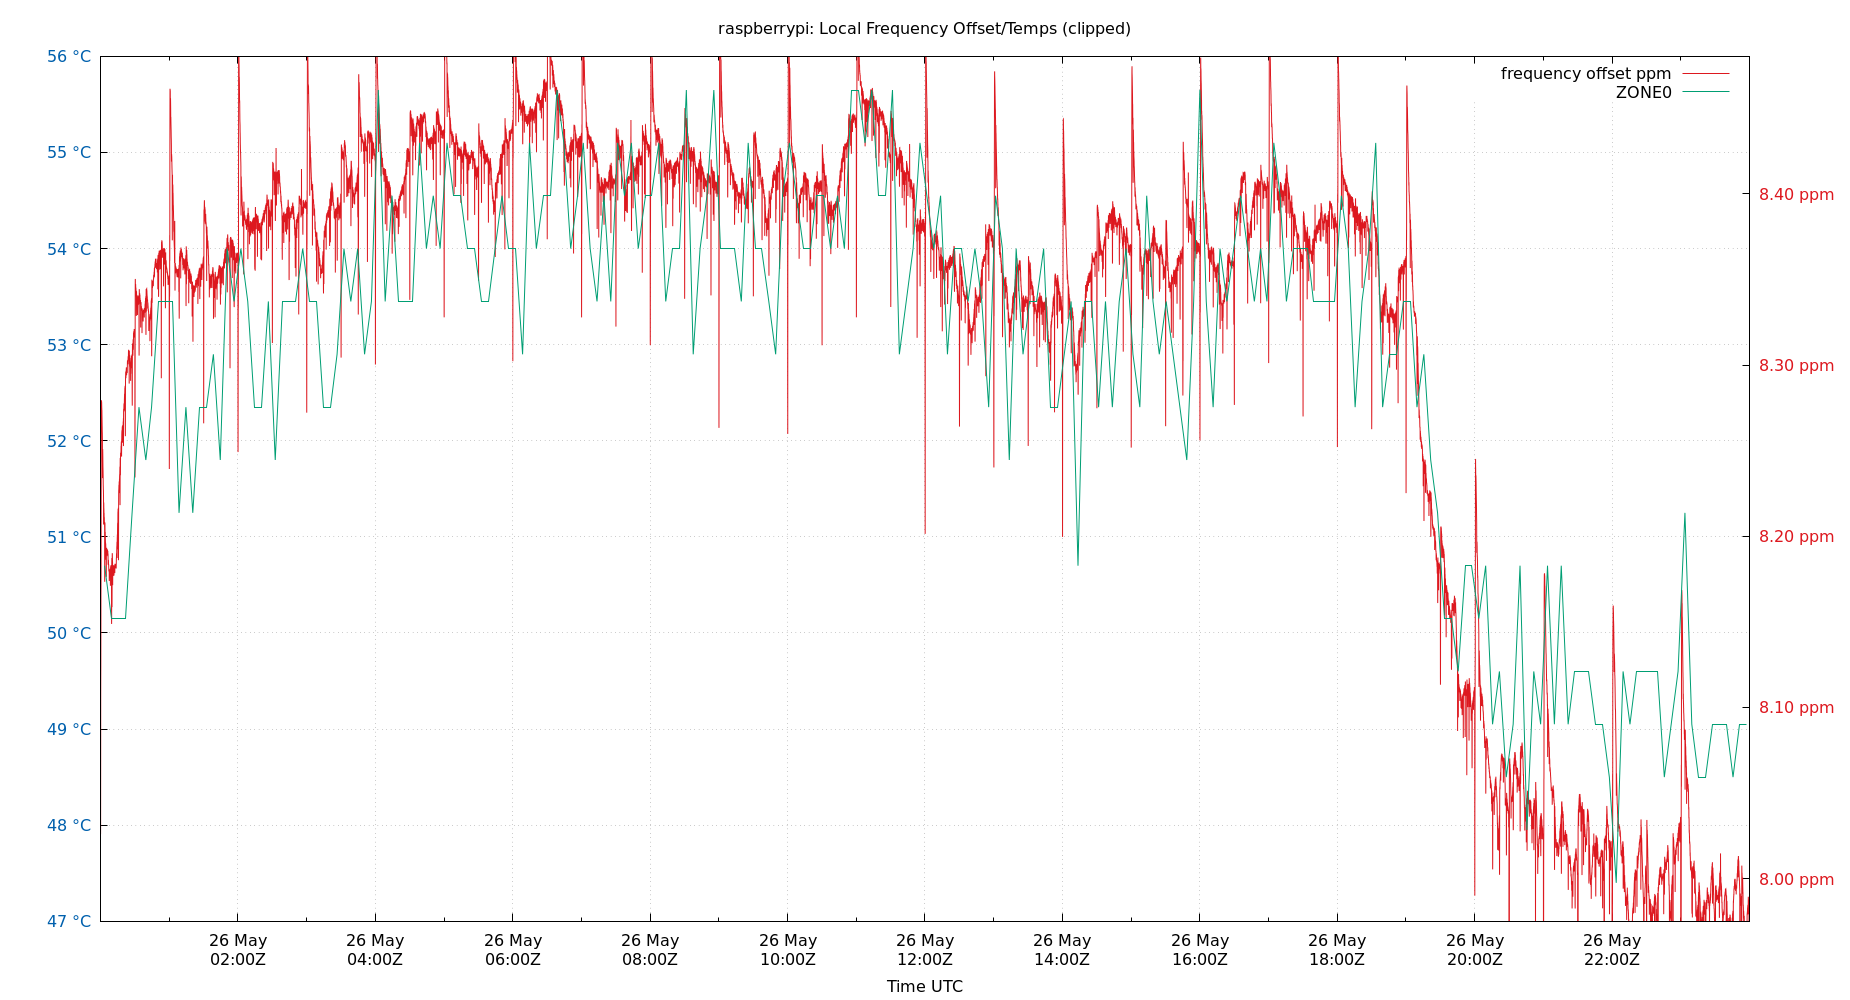 raspberrypi: Local Frequency Offset/Temps (clipped)
56 °C
55 °C
54 °C
53 °C
52 °C
51 °C
50 °C
49 °C
48 °C
47 °C
frequency offset ppm
ZONE0
8.40 ppm
8.30 ppm
8.20 ppm
8.10 ppm
8.00 ppm
26 May 26 May 26 May 26 May 26 May 26 May 26 May 26 May 26 May 26 May 26 May
02:00Z 04:00Z 06:00Z 08:00Z 10:00Z 12:00Z 14:00Z 16:00Z 18:00Z 20:00Z 22:00Z
Time UTC